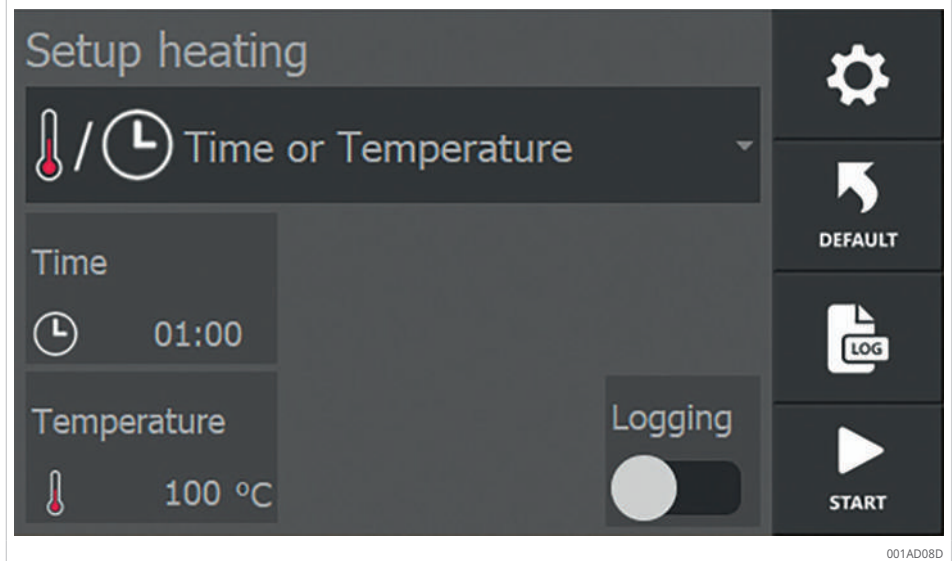 Setup heating
/ Time or Temperature
Time
01:00
Temperature
100 °C
Logging
DEFAULT
LOG
START
001AD08D